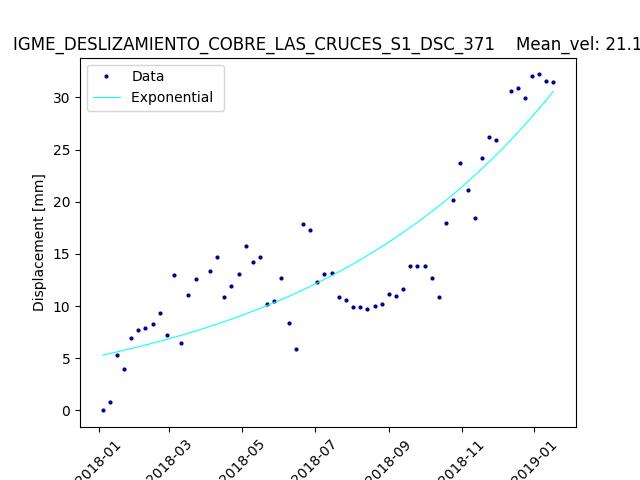 IGME_DESLIZAMIENTO_COBRE_LAS_CRUCES_S1_DSC_371 Mean_vel: 21.1
Data
Exponential
Displacement [mm]
30
25
20
15
10
5
0
2018-01 2018-03 2018-05 2018-07 2018-09 2018-11 2019-01